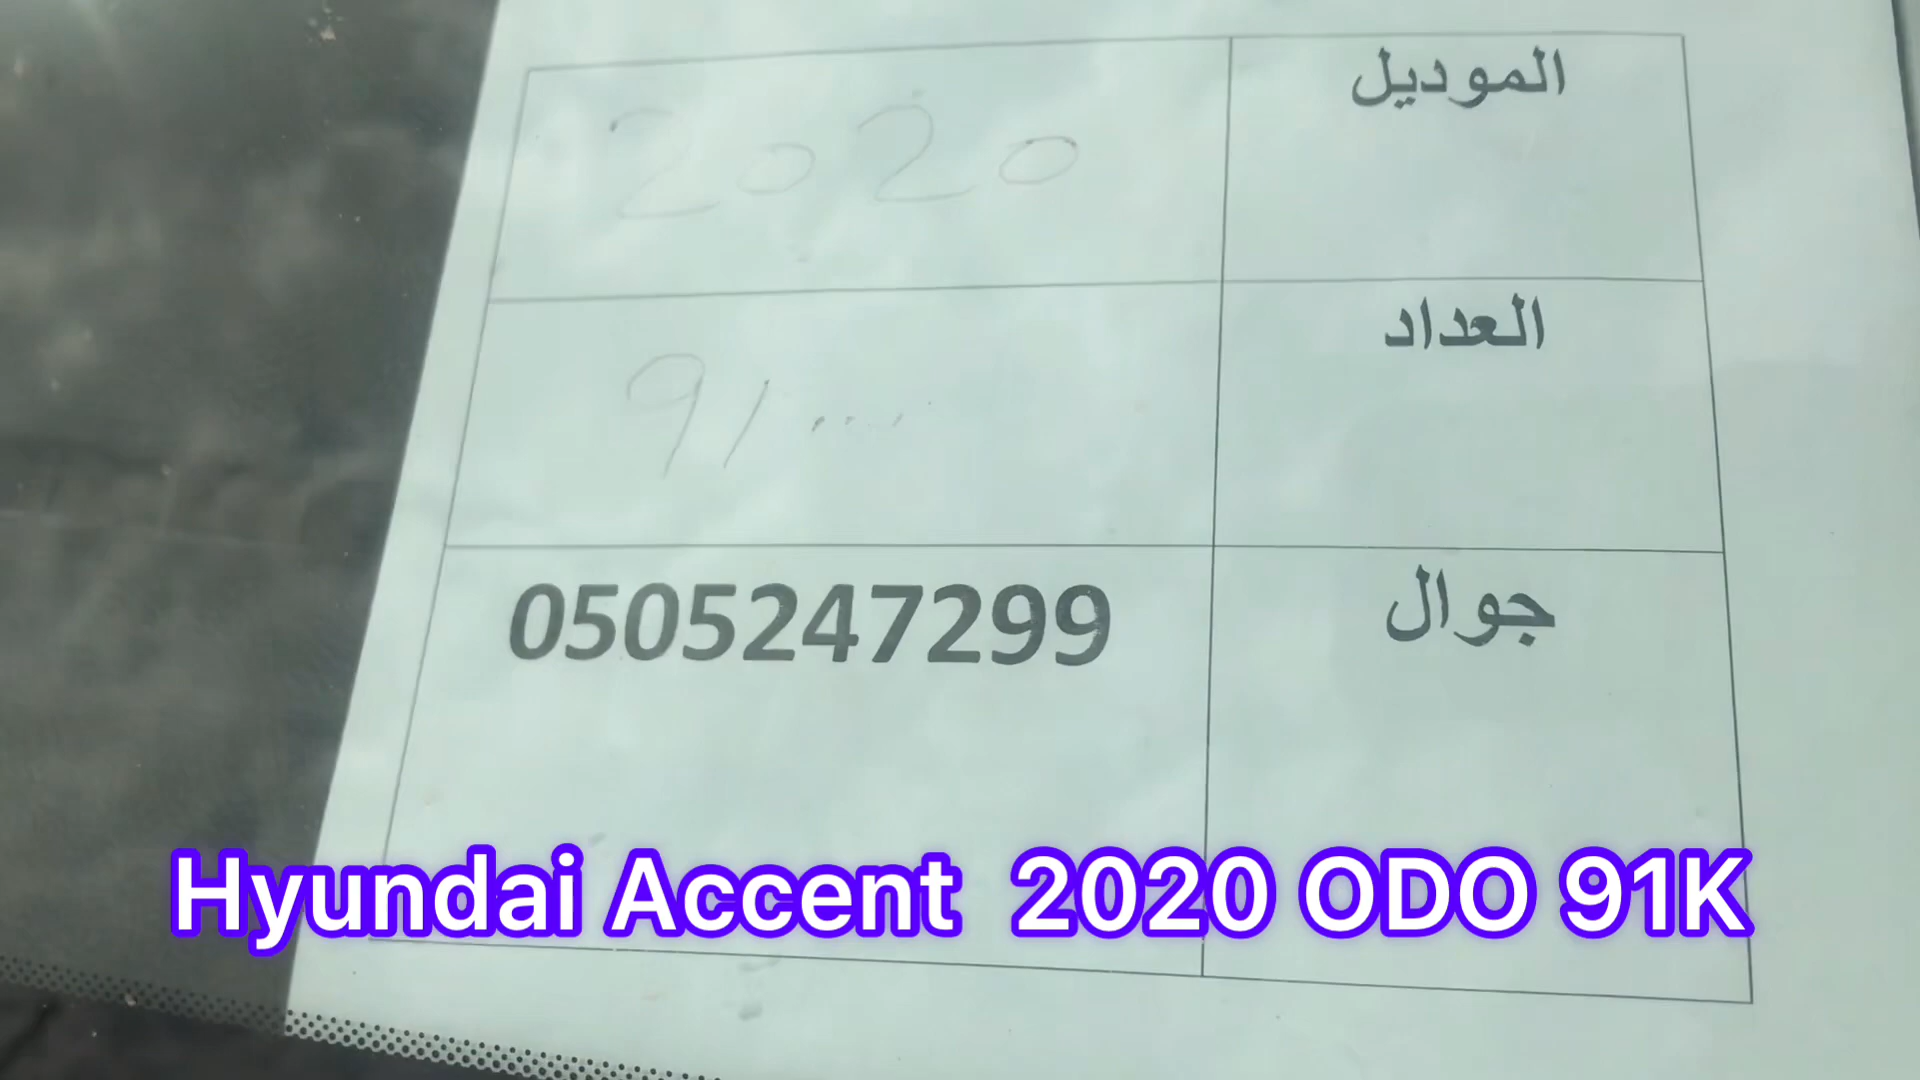 الموديل 2020
العداد 91....
جوال 0505247299
Hyundai Accent 2020 ODO 91K